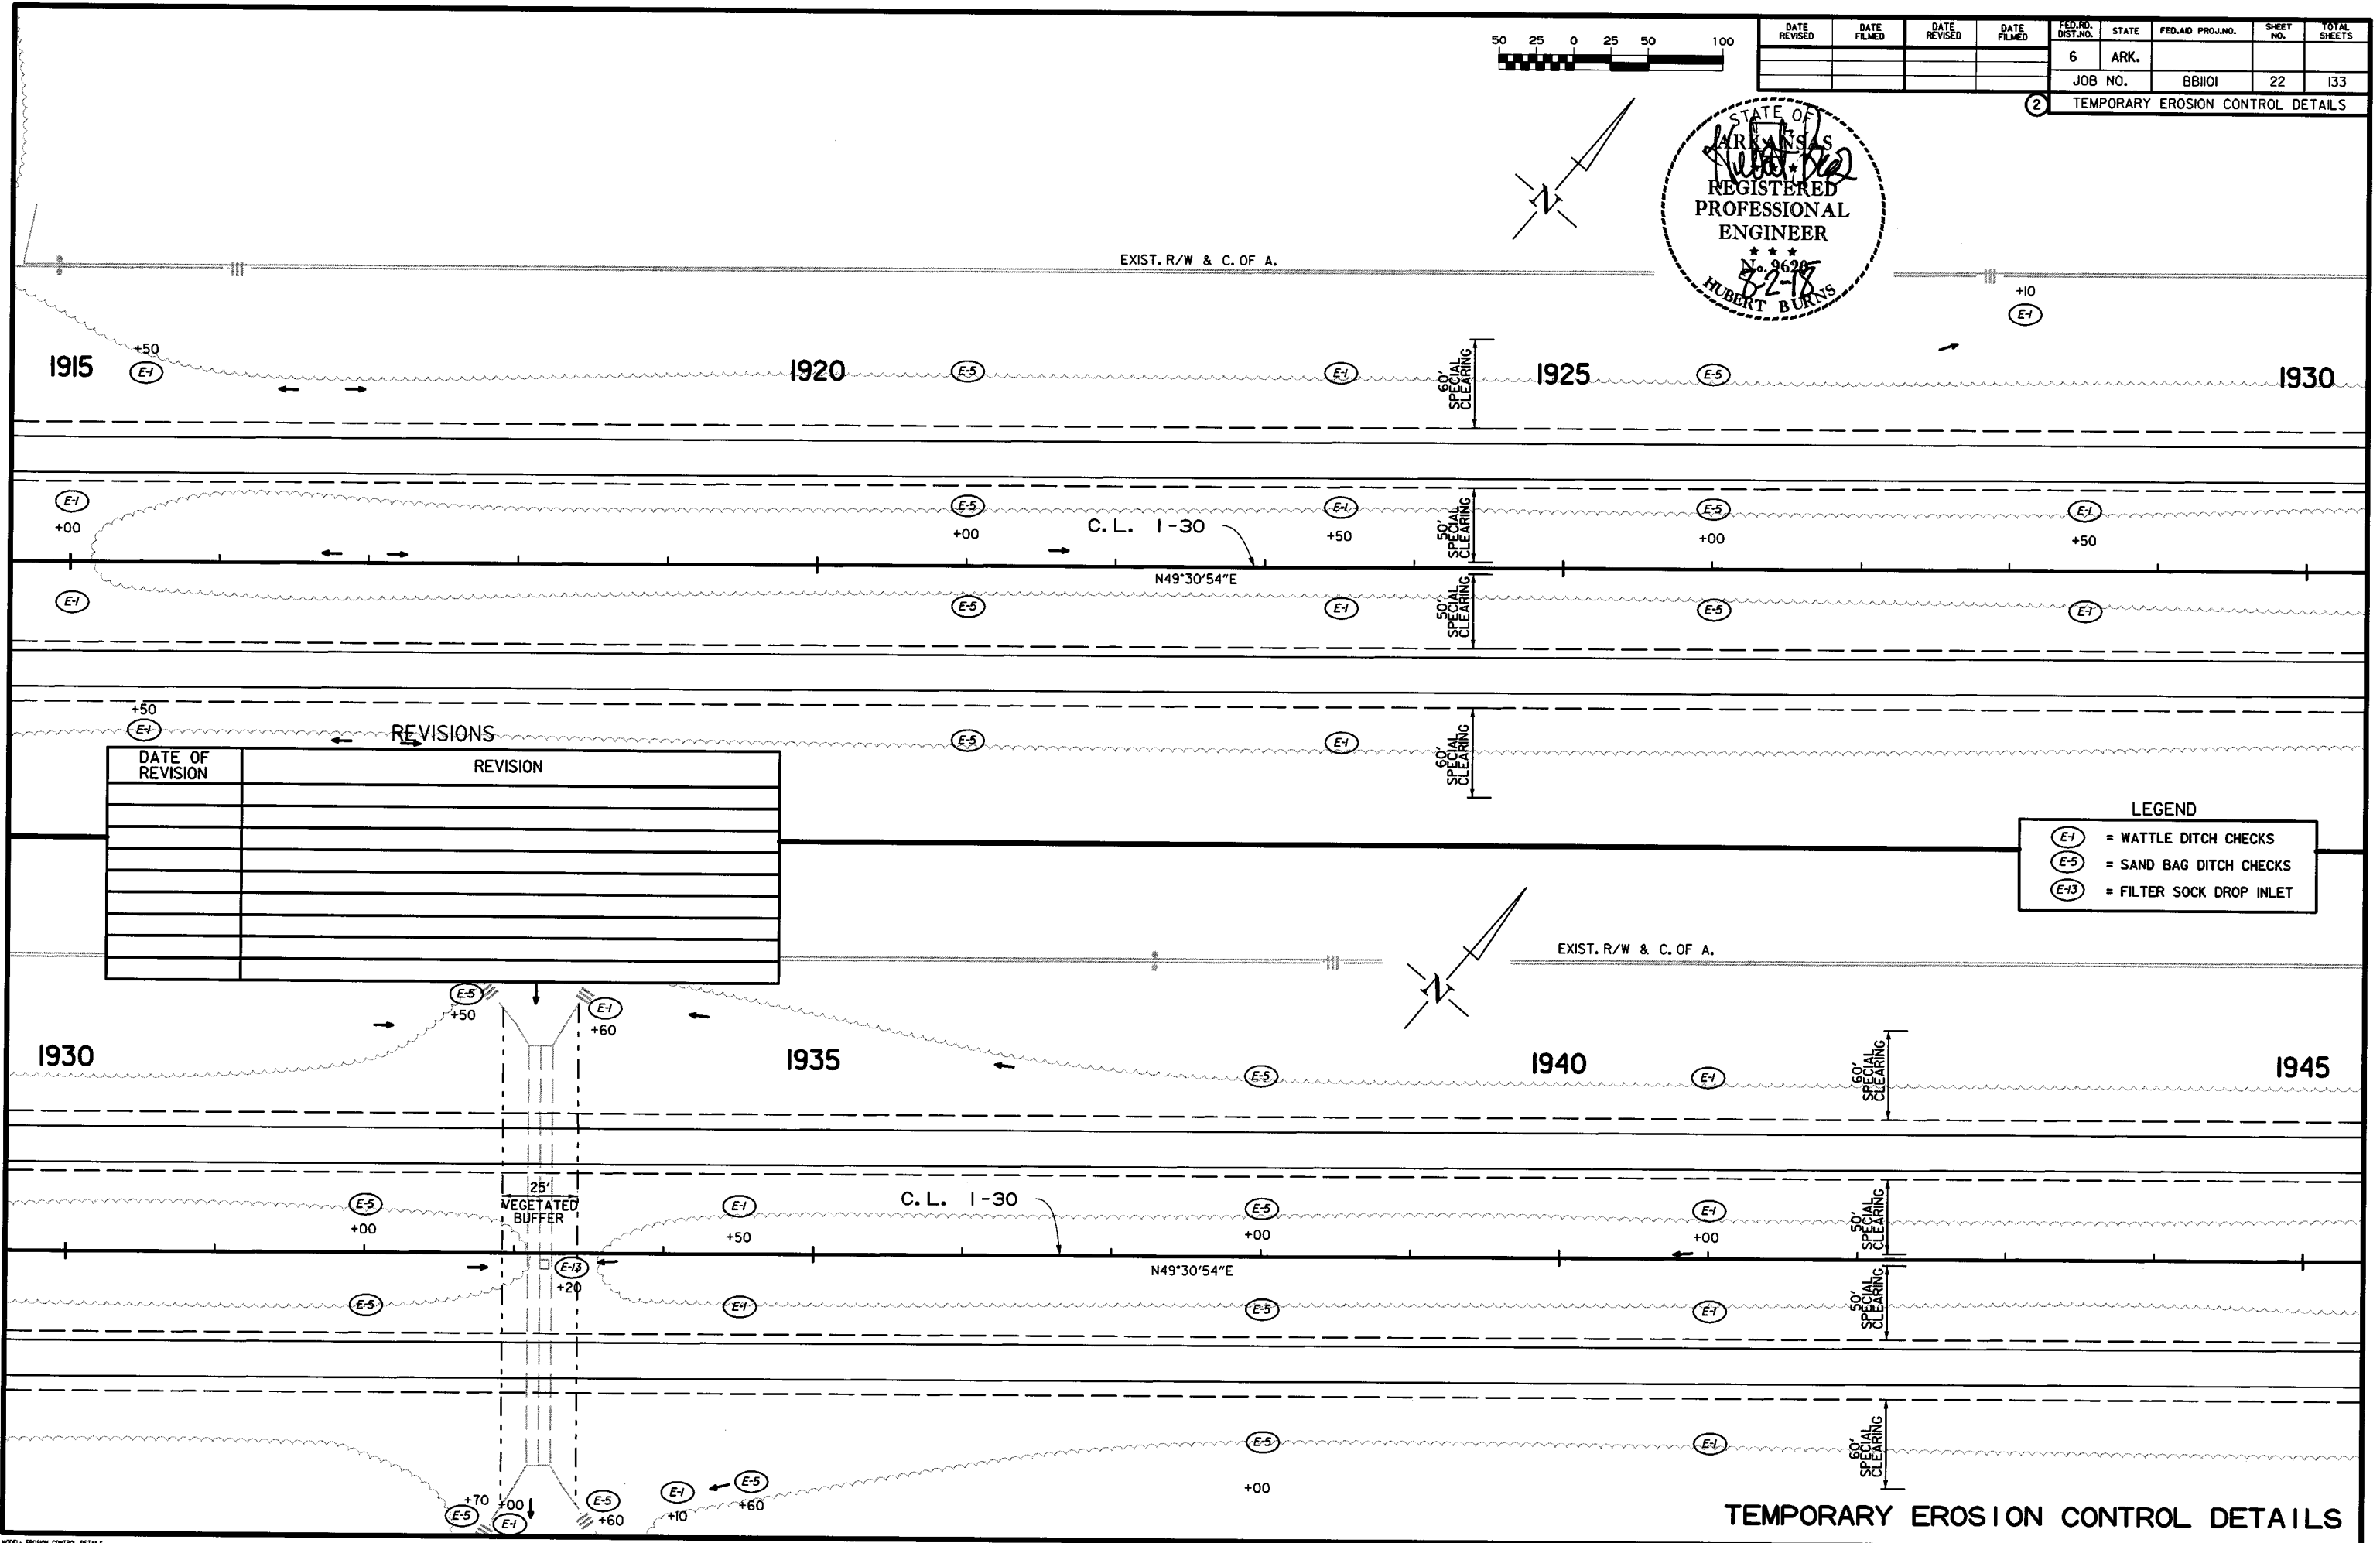 50 25 0 25 50 100
DATE REVISED
DATE FILMED
DATE REVISED
DATE FILMED
FED.RD. DIST.NO.
STATE
FED.AID PROJ.NO.
SHEET NO.
TOTAL SHEETS
6 ARK.
JOB NO. BB1101 22 133
2 TEMPORARY EROSION CONTROL DETAILS
STATE OF
ARKANSAS
REGISTERED
PROFESSIONAL
ENGINEER
★ ★ ★
No. 9620
8-2-18
HUBERT BURNS
N
EXIST. R/W & C. OF A.
+10
E-1
1915
+50
E-1
1920
E-5
E-1
60' SPECIAL CLEARING
1925
E-5
1930
E-1
+00
E-5
+00
C.L. I-30
E-1
+50
50' SPECIAL CLEARING
E-5
+00
E-1
+50
N49°30'54"E
E-1
E-5
E-1
50' SPECIAL CLEARING
E-5
E-1
+50
E-1
E-5
E-1
60' SPECIAL CLEARING
REVISIONS
DATE OF REVISION
REVISION
LEGEND
E-1 = WATTLE DITCH CHECKS
E-5 = SAND BAG DITCH CHECKS
E-13 = FILTER SOCK DROP INLET
EXIST. R/W & C. OF A.
N
E-5
+50
E-1
+60
1930
1935
E-5
1940
E-1
60' SPECIAL CLEARING
1945
E-5
+00
25'
VEGETATED
BUFFER
E-1
+50
C.L. I-30
E-5
+00
E-1
+00
50' SPECIAL CLEARING
E-13
+20
N49°30'54"E
E-5
E-1
E-5
E-1
50' SPECIAL CLEARING
E-5
+00
E-1
60' SPECIAL CLEARING
E-5
+70
+00
E-1
E-5
+60
E-1
+10
E-5
+60
TEMPORARY EROSION CONTROL DETAILS
MODEL: EROSION CONTROL DETAILS